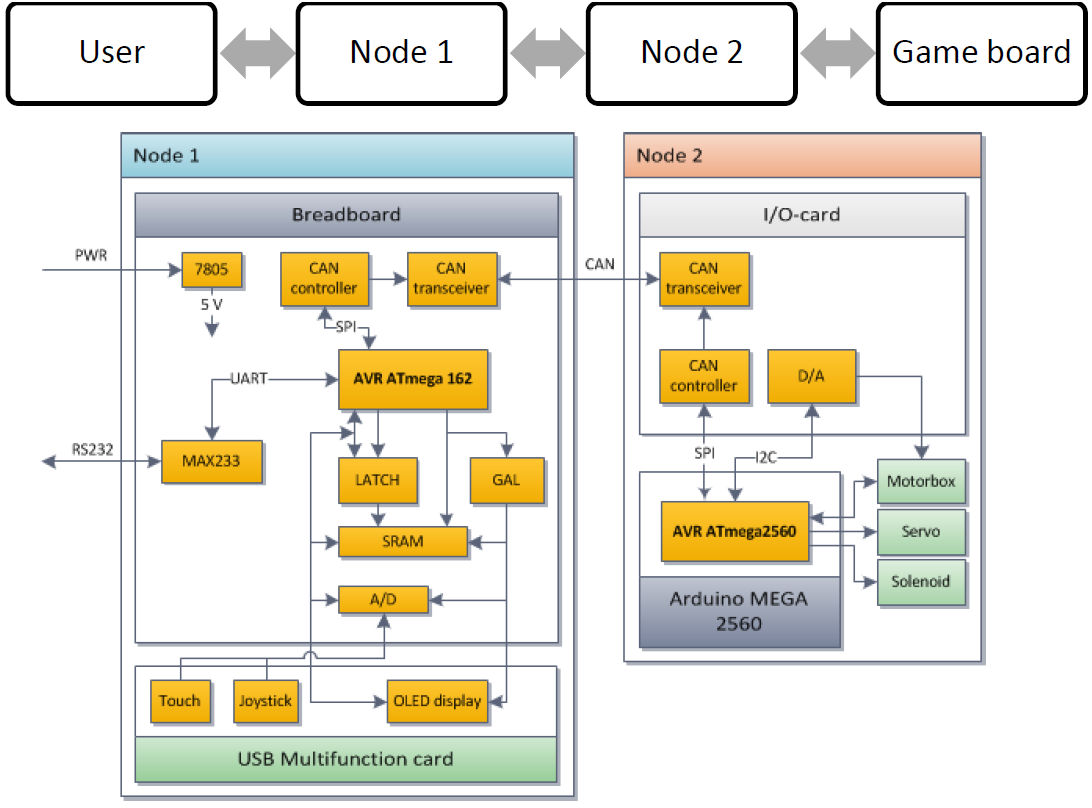 User
Node 1
Node 2
Game board
Node 1
Node 2
Breadboard
I/O-card
PWR
7805
5 V
CAN
controller
CAN
transceiver
CAN
CAN
transceiver
SPI
UART
AVR ATmega 162
CAN
controller
D/A
RS232
MAX233
LATCH
GAL
SPI
I2C
Motorbox
SRAM
AVR ATmega2560
Servo
A/D
Solenoid
Arduino MEGA
2560
Touch
Joystick
OLED display
USB Multifunction card